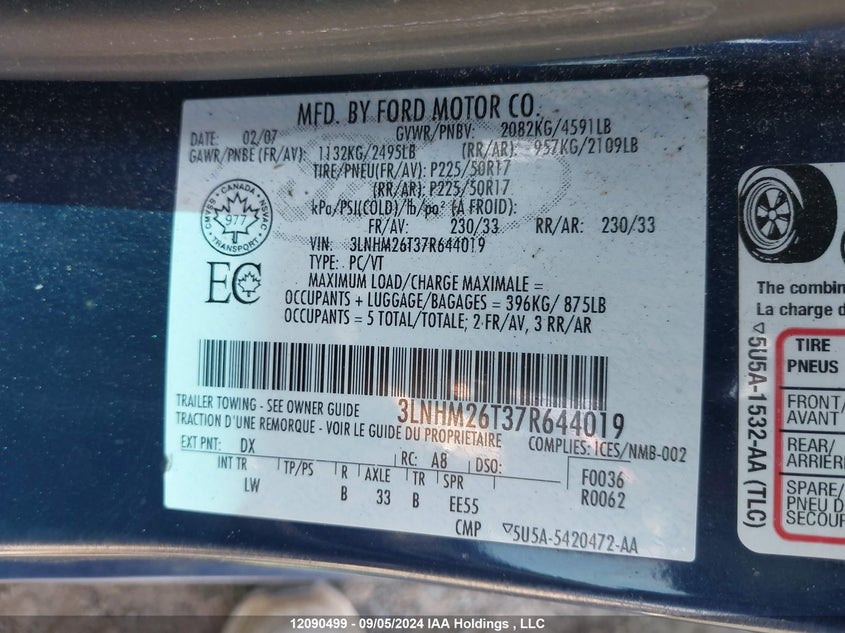 MFD. BY FORD MOTOR CO.
DATE: 02/07 GVWR/PNBV: 2082KG/4591LB
GAWR/PNBE (FR/AV): 1132KG/2495LB (RR/AR): 957KG/2109LB
TIRE/PNEU(FR/AV): P225/50R17
(RR/AR): P225/50R17
kPa/PSI(COLD)/lb/po² (A FROID):
FR/AV: 230/33 RR/AR: 230/33
VIN: 3LNHM26T37R644019
TYPE: PC/VT
MAXIMUM LOAD/CHARGE MAXIMALE =
OCCUPANTS + LUGGAGE/BAGAGES = 396KG/ 875LB
OCCUPANTS = 5 TOTAL/TOTALE; 2 FR/AV, 3 RR/AR
CANADA
CMVSS NSVAC
977
TRANSPORT
EC
3LNHM26T37R644019
TRAILER TOWING - SEE OWNER GUIDE
TRACTION D'UNE REMORQUE - VOIR LE GUIDE DU PROPRIETAIRE
COMPLIES: ICES/NMB-002
EXT PNT: DX RC: A8 DSO:
INT TR TP/PS R AXLE TR SPR F0036
LW B 33 B EE55 R0062
CMP ▽5U5A-5420472-AA
The combin
La charge d
▽5U5A-1532-AA (TLC)
TIRE
PNEUS
FRONT/
AVANT
REAR/
ARRIÈRE
SPARE/
PNEU D
SECOUR
12090499 - 09/05/2024 IAA Holdings , LLC